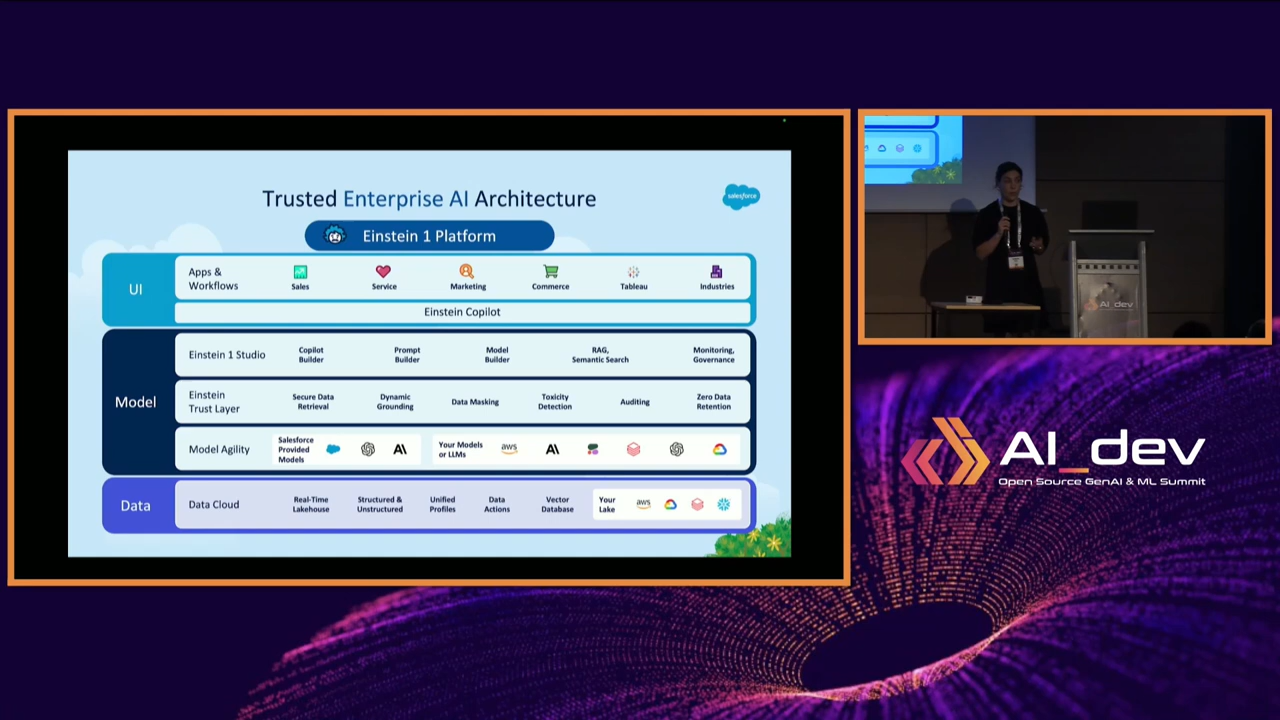 Trusted Enterprise AI Architecture
salesforce
Einstein 1 Platform
UI
Apps &
Workflows
Sales
Service
Marketing
Commerce
Tableau
Industries
Einstein Copilot
Model
Einstein 1 Studio
Copilot
Builder
Prompt
Builder
Model
Builder
RAG,
Semantic Search
Monitoring,
Governance
Einstein
Trust Layer
Secure Data
Retrieval
Dynamic
Grounding
Data Masking
Toxicity
Detection
Auditing
Zero Data
Retention
Model Agility
Salesforce
Provided
Models
AI
Your Models
or LLMs
aws
AI
Data
Data Cloud
Real-Time
Lakehouse
Structured &
Unstructured
Unified
Profiles
Data
Actions
Vector
Database
Your
Lake
aws
AI_dev
AI_dev
Open Source GenAI & ML Summit